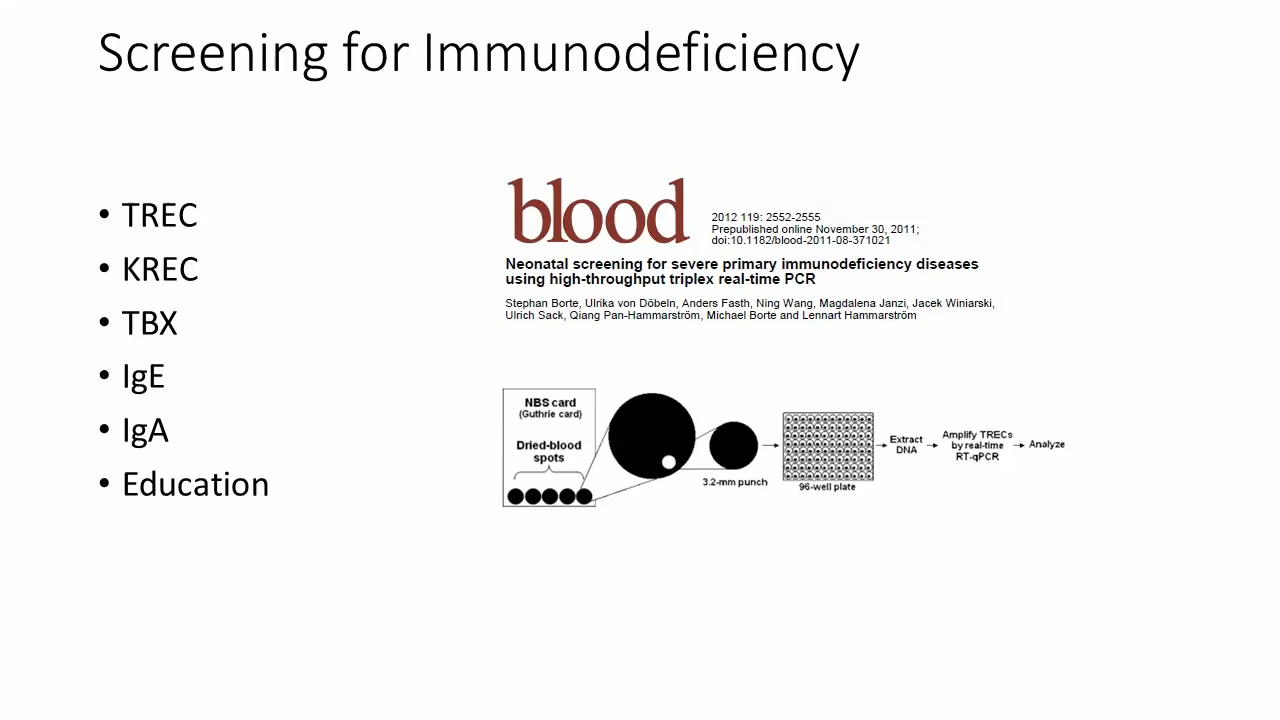 Screening for Immunodeficiency
• TREC
• KREC
• TBX
• IgE
• IgA
• Education
blood
2012 119: 2552-2555
Prepublished online November 30, 2011;
doi:10.1182/blood-2011-08-371021
Neonatal screening for severe primary immunodeficiency diseases
using high-throughput triplex real-time PCR
Stephan Borte, Ulrika von Döbeln, Anders Fasth, Ning Wang, Magdalena Janzi, Jacek Winiarski,
Ulrich Sack, Qiang Pan-Hammarström, Michael Borte and Lennart Hammarström
NBS card
(Guthrie card)
Dried-blood
spots
3.2-mm punch
96-well plate
Extract
DNA
Amplify TRECs
by real-time
RT-qPCR
Analyze